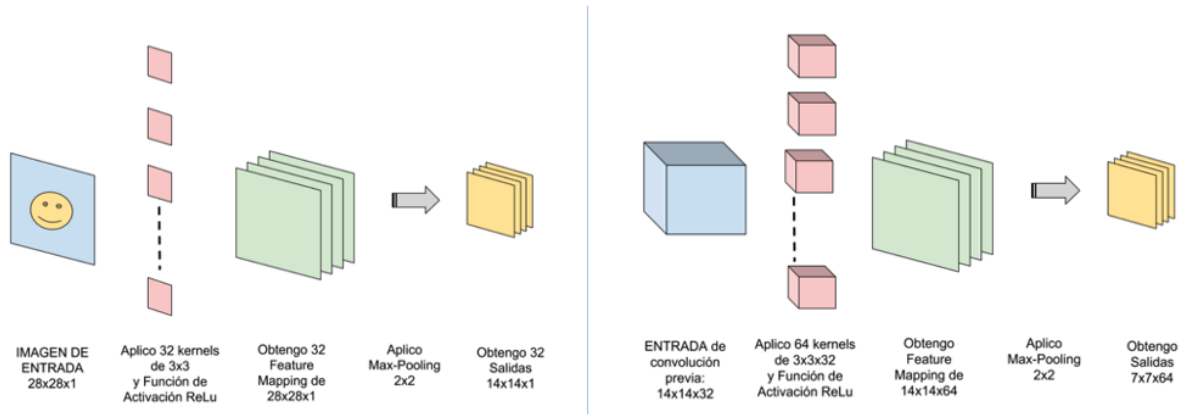 IMAGEN DE
ENTRADA
28x28x1
Aplico 32 kernels
de 3x3
y Función de
Activación ReLu
Obtengo 32
Feature
Mapping de
28x28x1
Aplico
Max-Pooling
2x2
Obtengo 32
Salidas
14x14x1
ENTRADA de
convolución
previa:
14x14x32
Aplico 64 kernels
de 3x3x32
y Función de
Activación ReLu
Obtengo
Feature
Mapping de
14x14x64
Aplico
Max-Pooling
2x2
Obtengo
Salidas
7x7x64